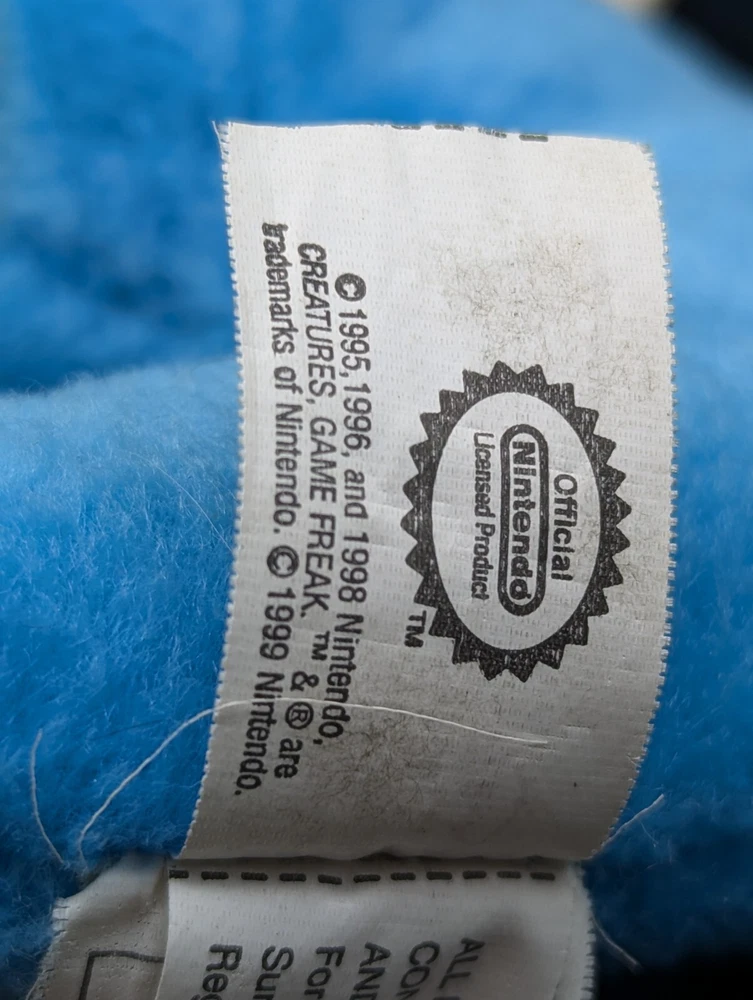 Official
Nintendo
Licensed Product
TM
© 1995, 1996, and 1998 Nintendo,
CREATURES, GAME FREAK. ™ & ® are
trademarks of Nintendo. © 1999 Nintendo.
ALL